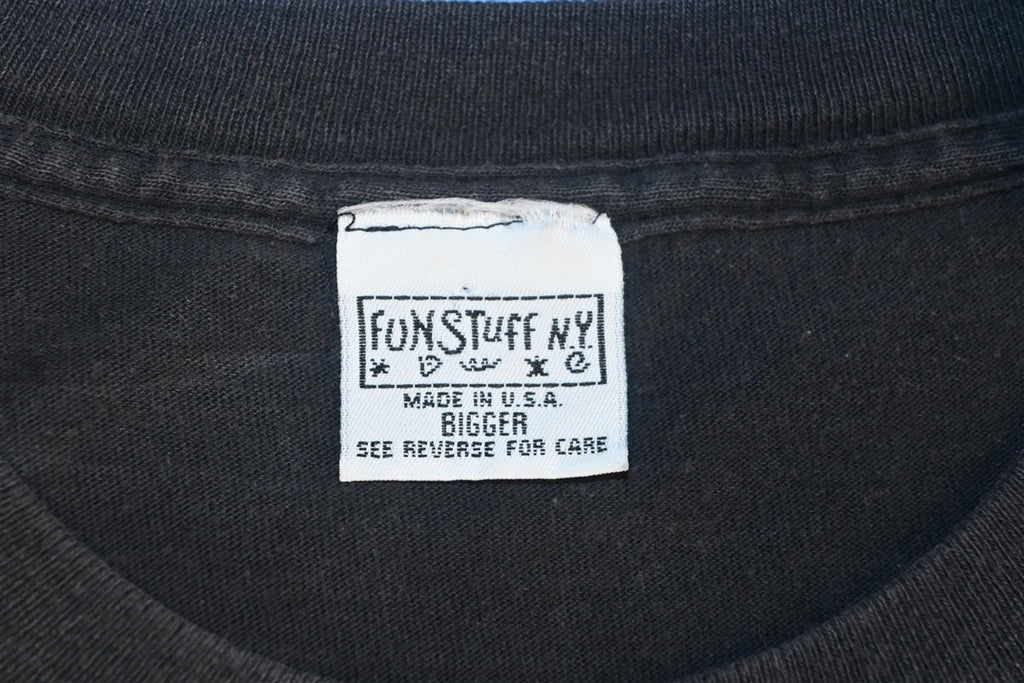 FUNSTUFF N.Y.
MADE IN U.S.A.
BIGGER
SEE REVERSE FOR CARE